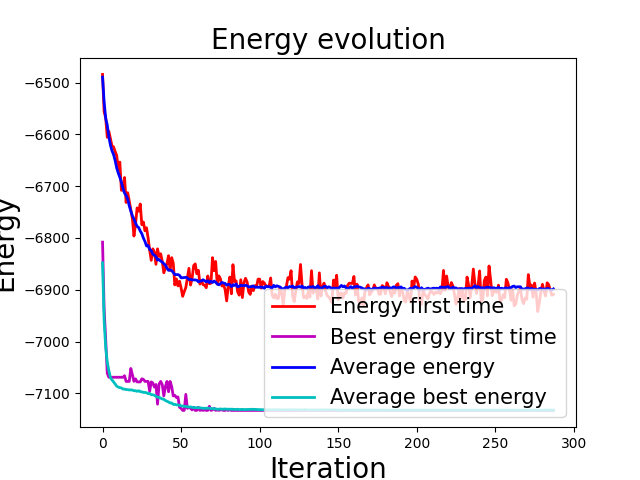 Energy evolution
Energy
−6500
−6600
−6700
−6800
−6900
−7000
−7100
Energy first time
Best energy first time
Average energy
Average best energy
0 50 100 150 200 250 300
Iteration